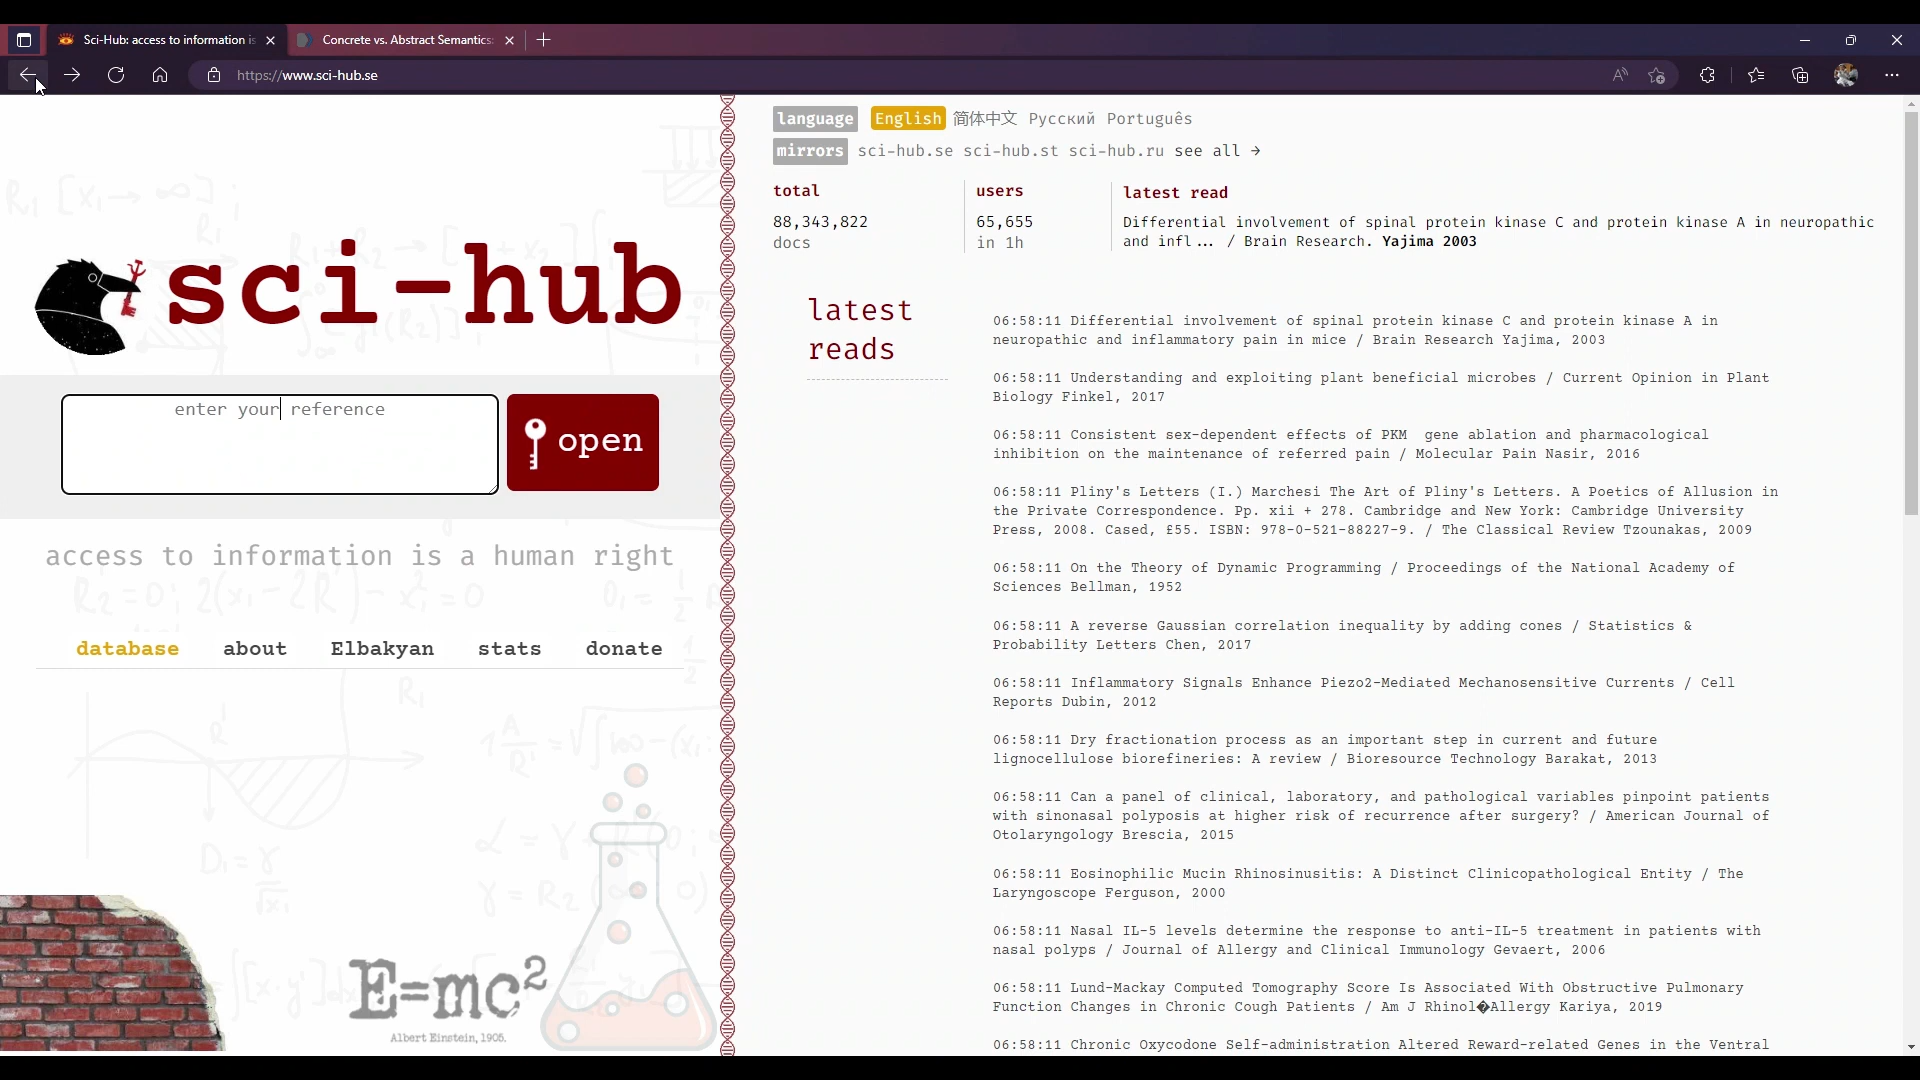 Sci-Hub: access to information is
Concrete vs. Abstract Semantics:
https://www.sci-hub.se
sci-hub
enter your reference
open
access to information is a human right
database about Elbakyan stats donate
E=mc²
Albert Einstein, 1905.
language English 简体中文 Русский Português
mirrors sci-hub.se sci-hub.st sci-hub.ru see all →
total
88,343,822
docs
users
65,655
in 1h
latest read
Differential involvement of spinal protein kinase C and protein kinase A in neuropathic
and infl... / Brain Research. Yajima 2003
latest
reads
06:58:11 Differential involvement of spinal protein kinase C and protein kinase A in
neuropathic and inflammatory pain in mice / Brain Research Yajima, 2003
06:58:11 Understanding and exploiting plant beneficial microbes / Current Opinion in Plant
Biology Finkel, 2017
06:58:11 Consistent sex-dependent effects of PKM gene ablation and pharmacological
inhibition on the maintenance of referred pain / Molecular Pain Nasir, 2016
06:58:11 Pliny's Letters (I.) Marchesi The Art of Pliny's Letters. A Poetics of Allusion in
the Private Correspondence. Pp. xii + 278. Cambridge and New York: Cambridge University
Press, 2008. Cased, £55. ISBN: 978-0-521-88227-9. / The Classical Review Tzounakas, 2009
06:58:11 On the Theory of Dynamic Programming / Proceedings of the National Academy of
Sciences Bellman, 1952
06:58:11 A reverse Gaussian correlation inequality by adding cones / Statistics &
Probability Letters Chen, 2017
06:58:11 Inflammatory Signals Enhance Piezo2-Mediated Mechanosensitive Currents / Cell
Reports Dubin, 2012
06:58:11 Dry fractionation process as an important step in current and future
lignocellulose biorefineries: A review / Bioresource Technology Barakat, 2013
06:58:11 Can a panel of clinical, laboratory, and pathological variables pinpoint patients
with sinonasal polyposis at higher risk of recurrence after surgery? / American Journal of
Otolaryngology Brescia, 2015
06:58:11 Eosinophilic Mucin Rhinosinusitis: A Distinct Clinicopathological Entity / The
Laryngoscope Ferguson, 2000
06:58:11 Nasal IL-5 levels determine the response to anti-IL-5 treatment in patients with
nasal polyps / Journal of Allergy and Clinical Immunology Gevaert, 2006
06:58:11 Lund-Mackay Computed Tomography Score Is Associated With Obstructive Pulmonary
Function Changes in Chronic Cough Patients / Am J Rhinol�Allergy Kariya, 2019
06:58:11 Chronic Oxycodone Self-administration Altered Reward-related Genes in the Ventral